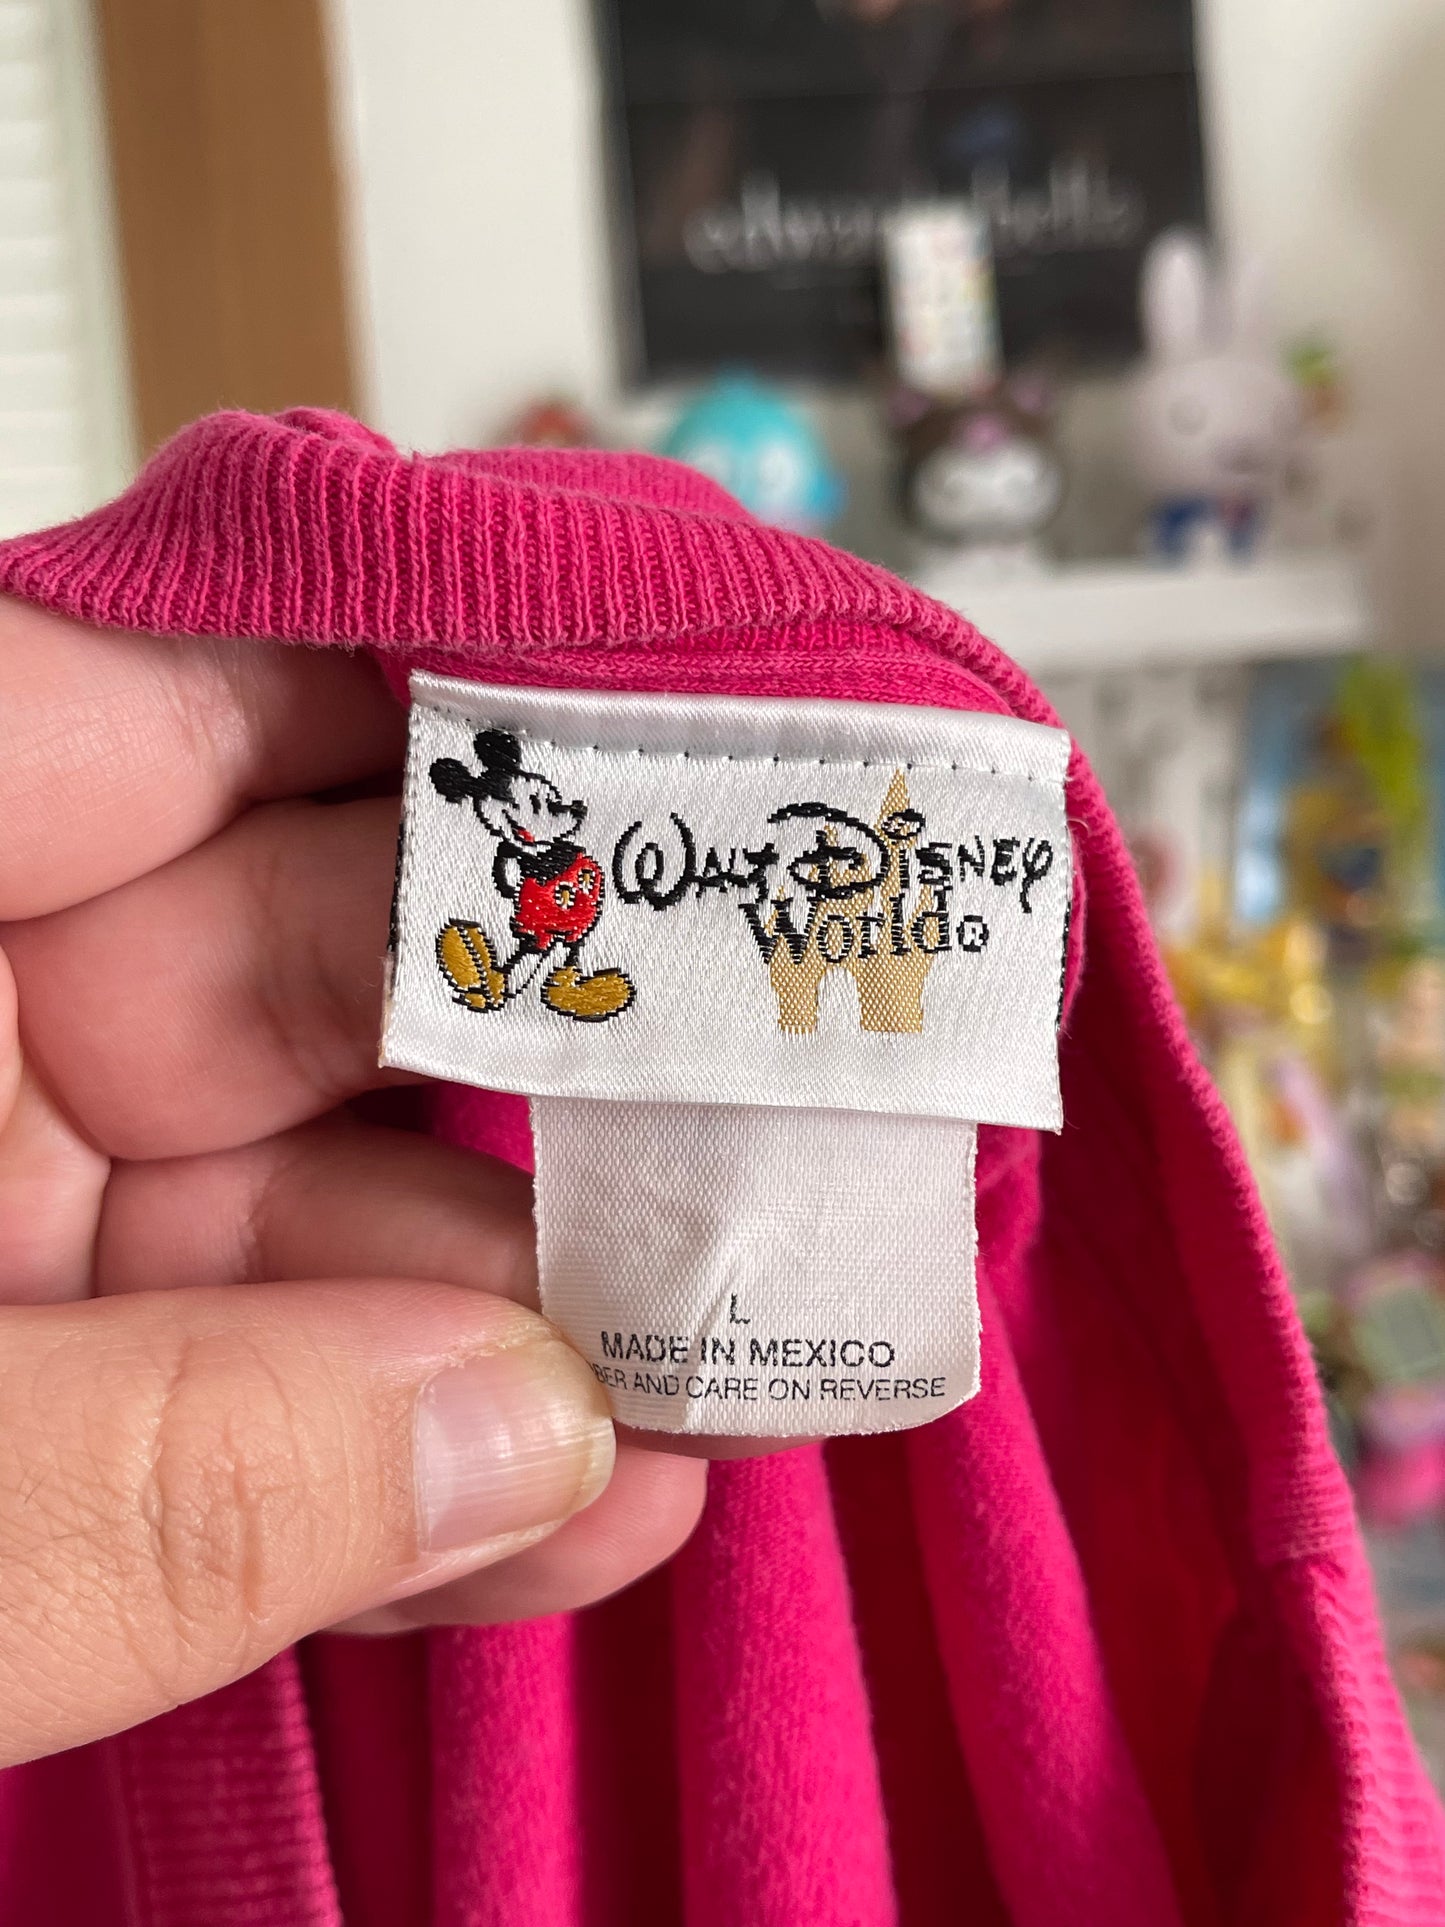 Walt Disney
World®
L
MADE IN MEXICO
BER AND CARE ON REVERSE